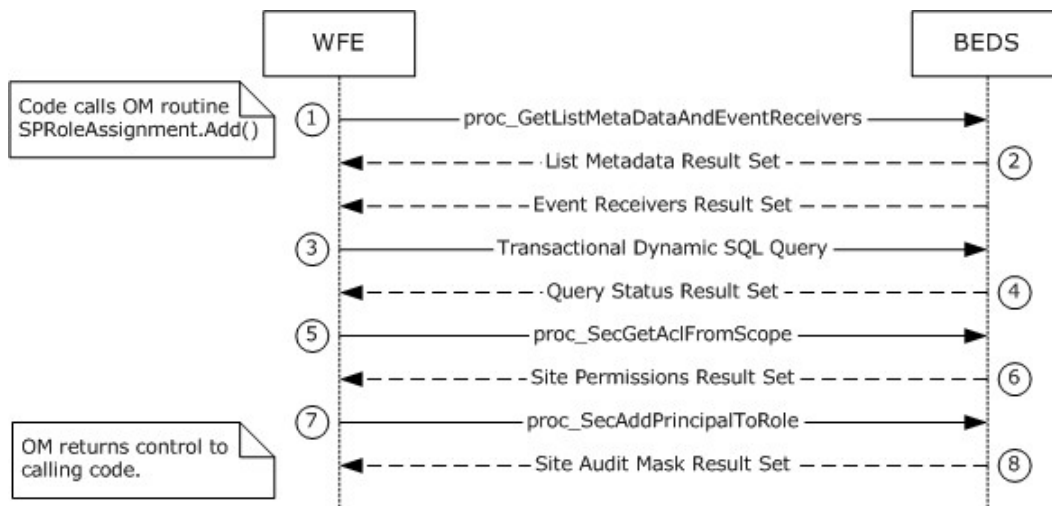 WFE
BEDS
Code calls OM routine
SPRoleAssignment.Add()
1
proc_GetListMetaDataAndEventReceivers
List Metadata Result Set
2
Event Receivers Result Set
3
Transactional Dynamic SQL Query
Query Status Result Set
4
5
proc_SecGetAclFromScope
Site Permissions Result Set
6
7
proc_SecAddPrincipalToRole
OM returns control to
calling code.
Site Audit Mask Result Set
8